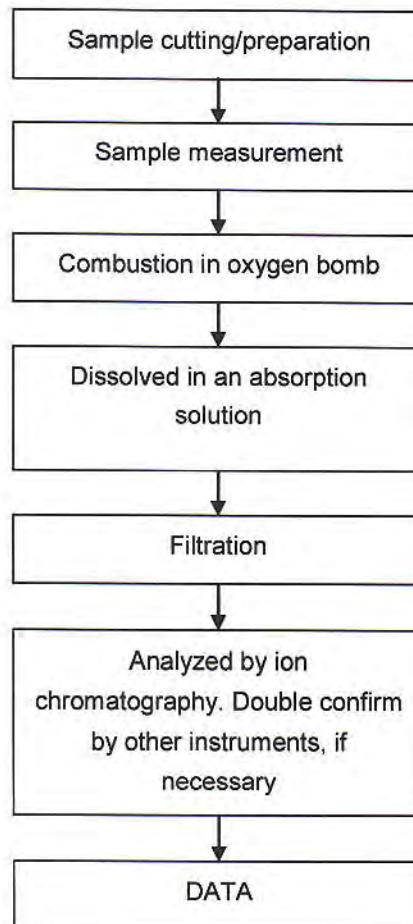 Sample cutting/preparation
Sample measurement
Combustion in oxygen bomb
Dissolved in an absorption
solution
Filtration
Analyzed by ion
chromatography. Double confirm
by other instruments, if
necessary
DATA